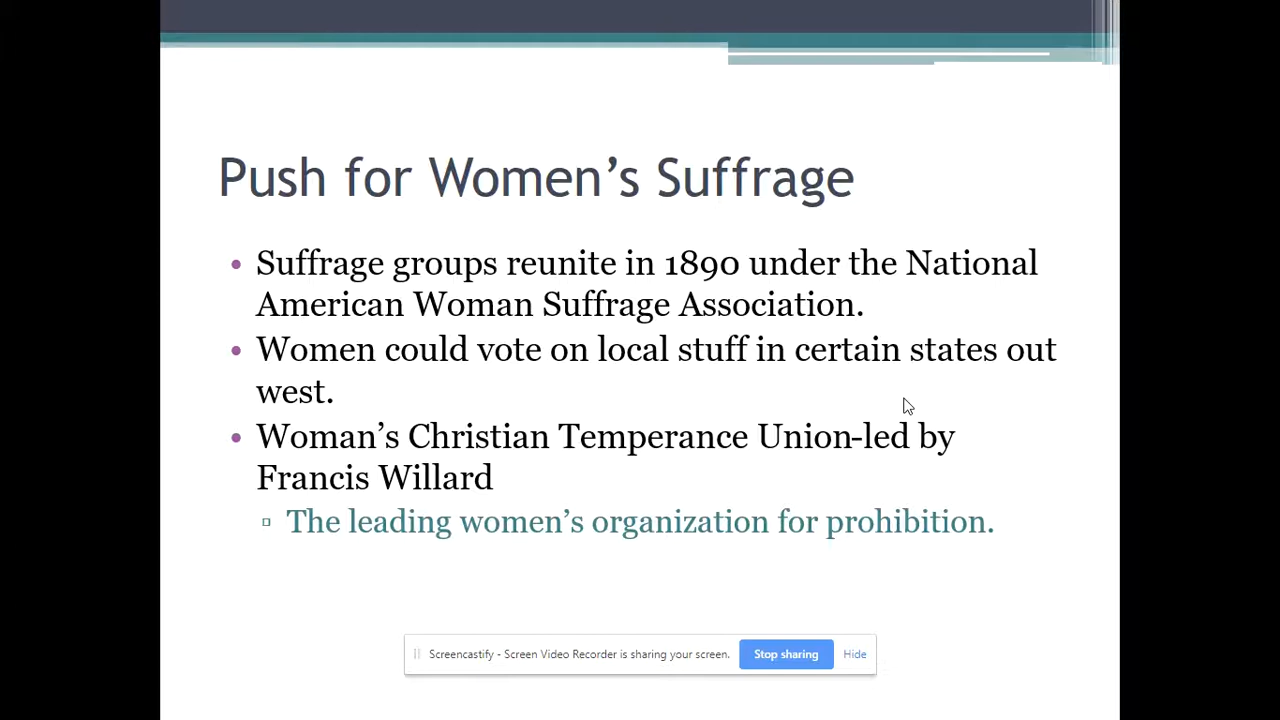 Push for Women's Suffrage
• Suffrage groups reunite in 1890 under the National
American Woman Suffrage Association.
• Women could vote on local stuff in certain states out
west.
• Woman's Christian Temperance Union-led by
Francis Willard
▫ The leading women's organization for prohibition.
Screencastify - Screen Video Recorder is sharing your screen. Stop sharing Hide